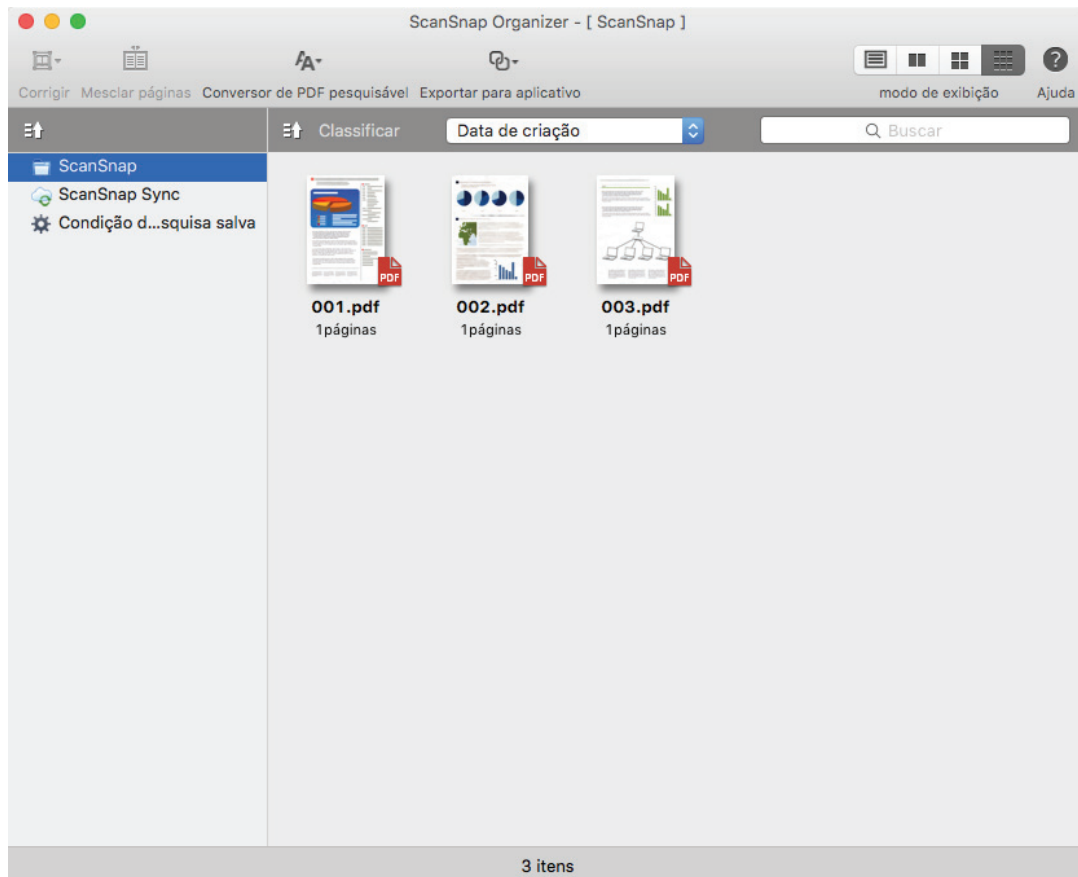 ScanSnap Organizer - [ ScanSnap ]
Corrigir Mesclar páginas Conversor de PDF pesquisável Exportar para aplicativo modo de exibição Ajuda
Classificar Data de criação Buscar
ScanSnap
ScanSnap Sync
Condição d...squisa salva
PDF PDF PDF
001.pdf 002.pdf 003.pdf
1páginas 1páginas 1páginas
3 itens